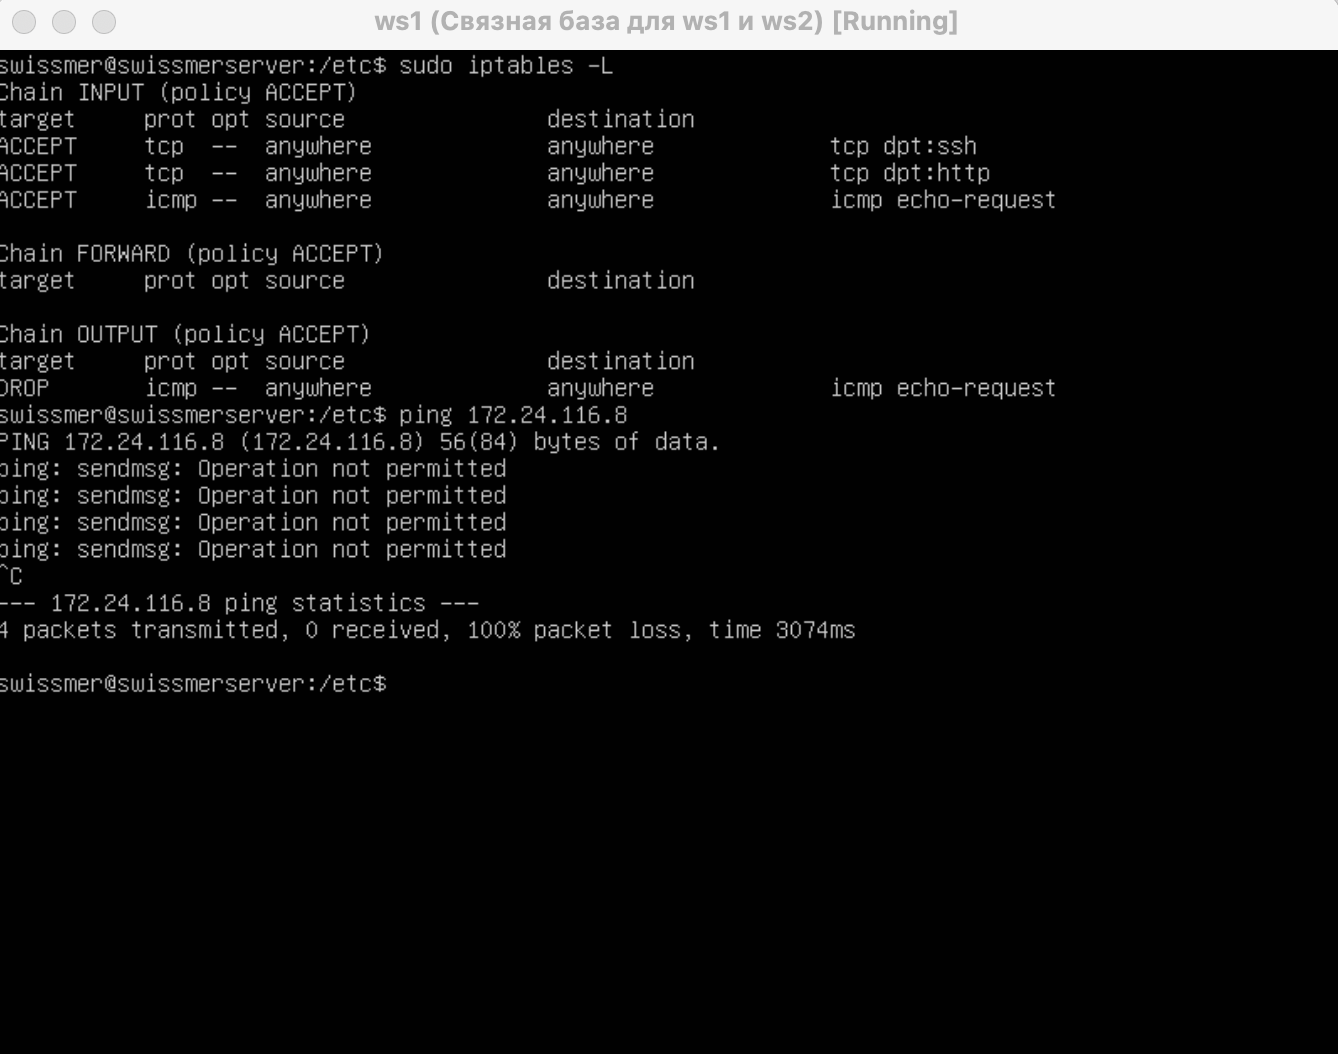 ws1 (Связная база для ws1 и ws2) [Running]
swissmer@swissmerserver:/etc$ sudo iptables -L
Chain INPUT (policy ACCEPT)
target     prot opt source               destination
ACCEPT     tcp  --  anywhere             anywhere             tcp dpt:ssh
ACCEPT     tcp  --  anywhere             anywhere             tcp dpt:http
ACCEPT     icmp --  anywhere             anywhere             icmp echo-request
Chain FORWARD (policy ACCEPT)
target     prot opt source               destination
Chain OUTPUT (policy ACCEPT)
target     prot opt source               destination
DROP       icmp --  anywhere             anywhere             icmp echo-request
swissmer@swissmerserver:/etc$ ping 172.24.116.8
PING 172.24.116.8 (172.24.116.8) 56(84) bytes of data.
ping: sendmsg: Operation not permitted
ping: sendmsg: Operation not permitted
ping: sendmsg: Operation not permitted
ping: sendmsg: Operation not permitted
^C
--- 172.24.116.8 ping statistics ---
4 packets transmitted, 0 received, 100% packet loss, time 3074ms
swissmer@swissmerserver:/etc$